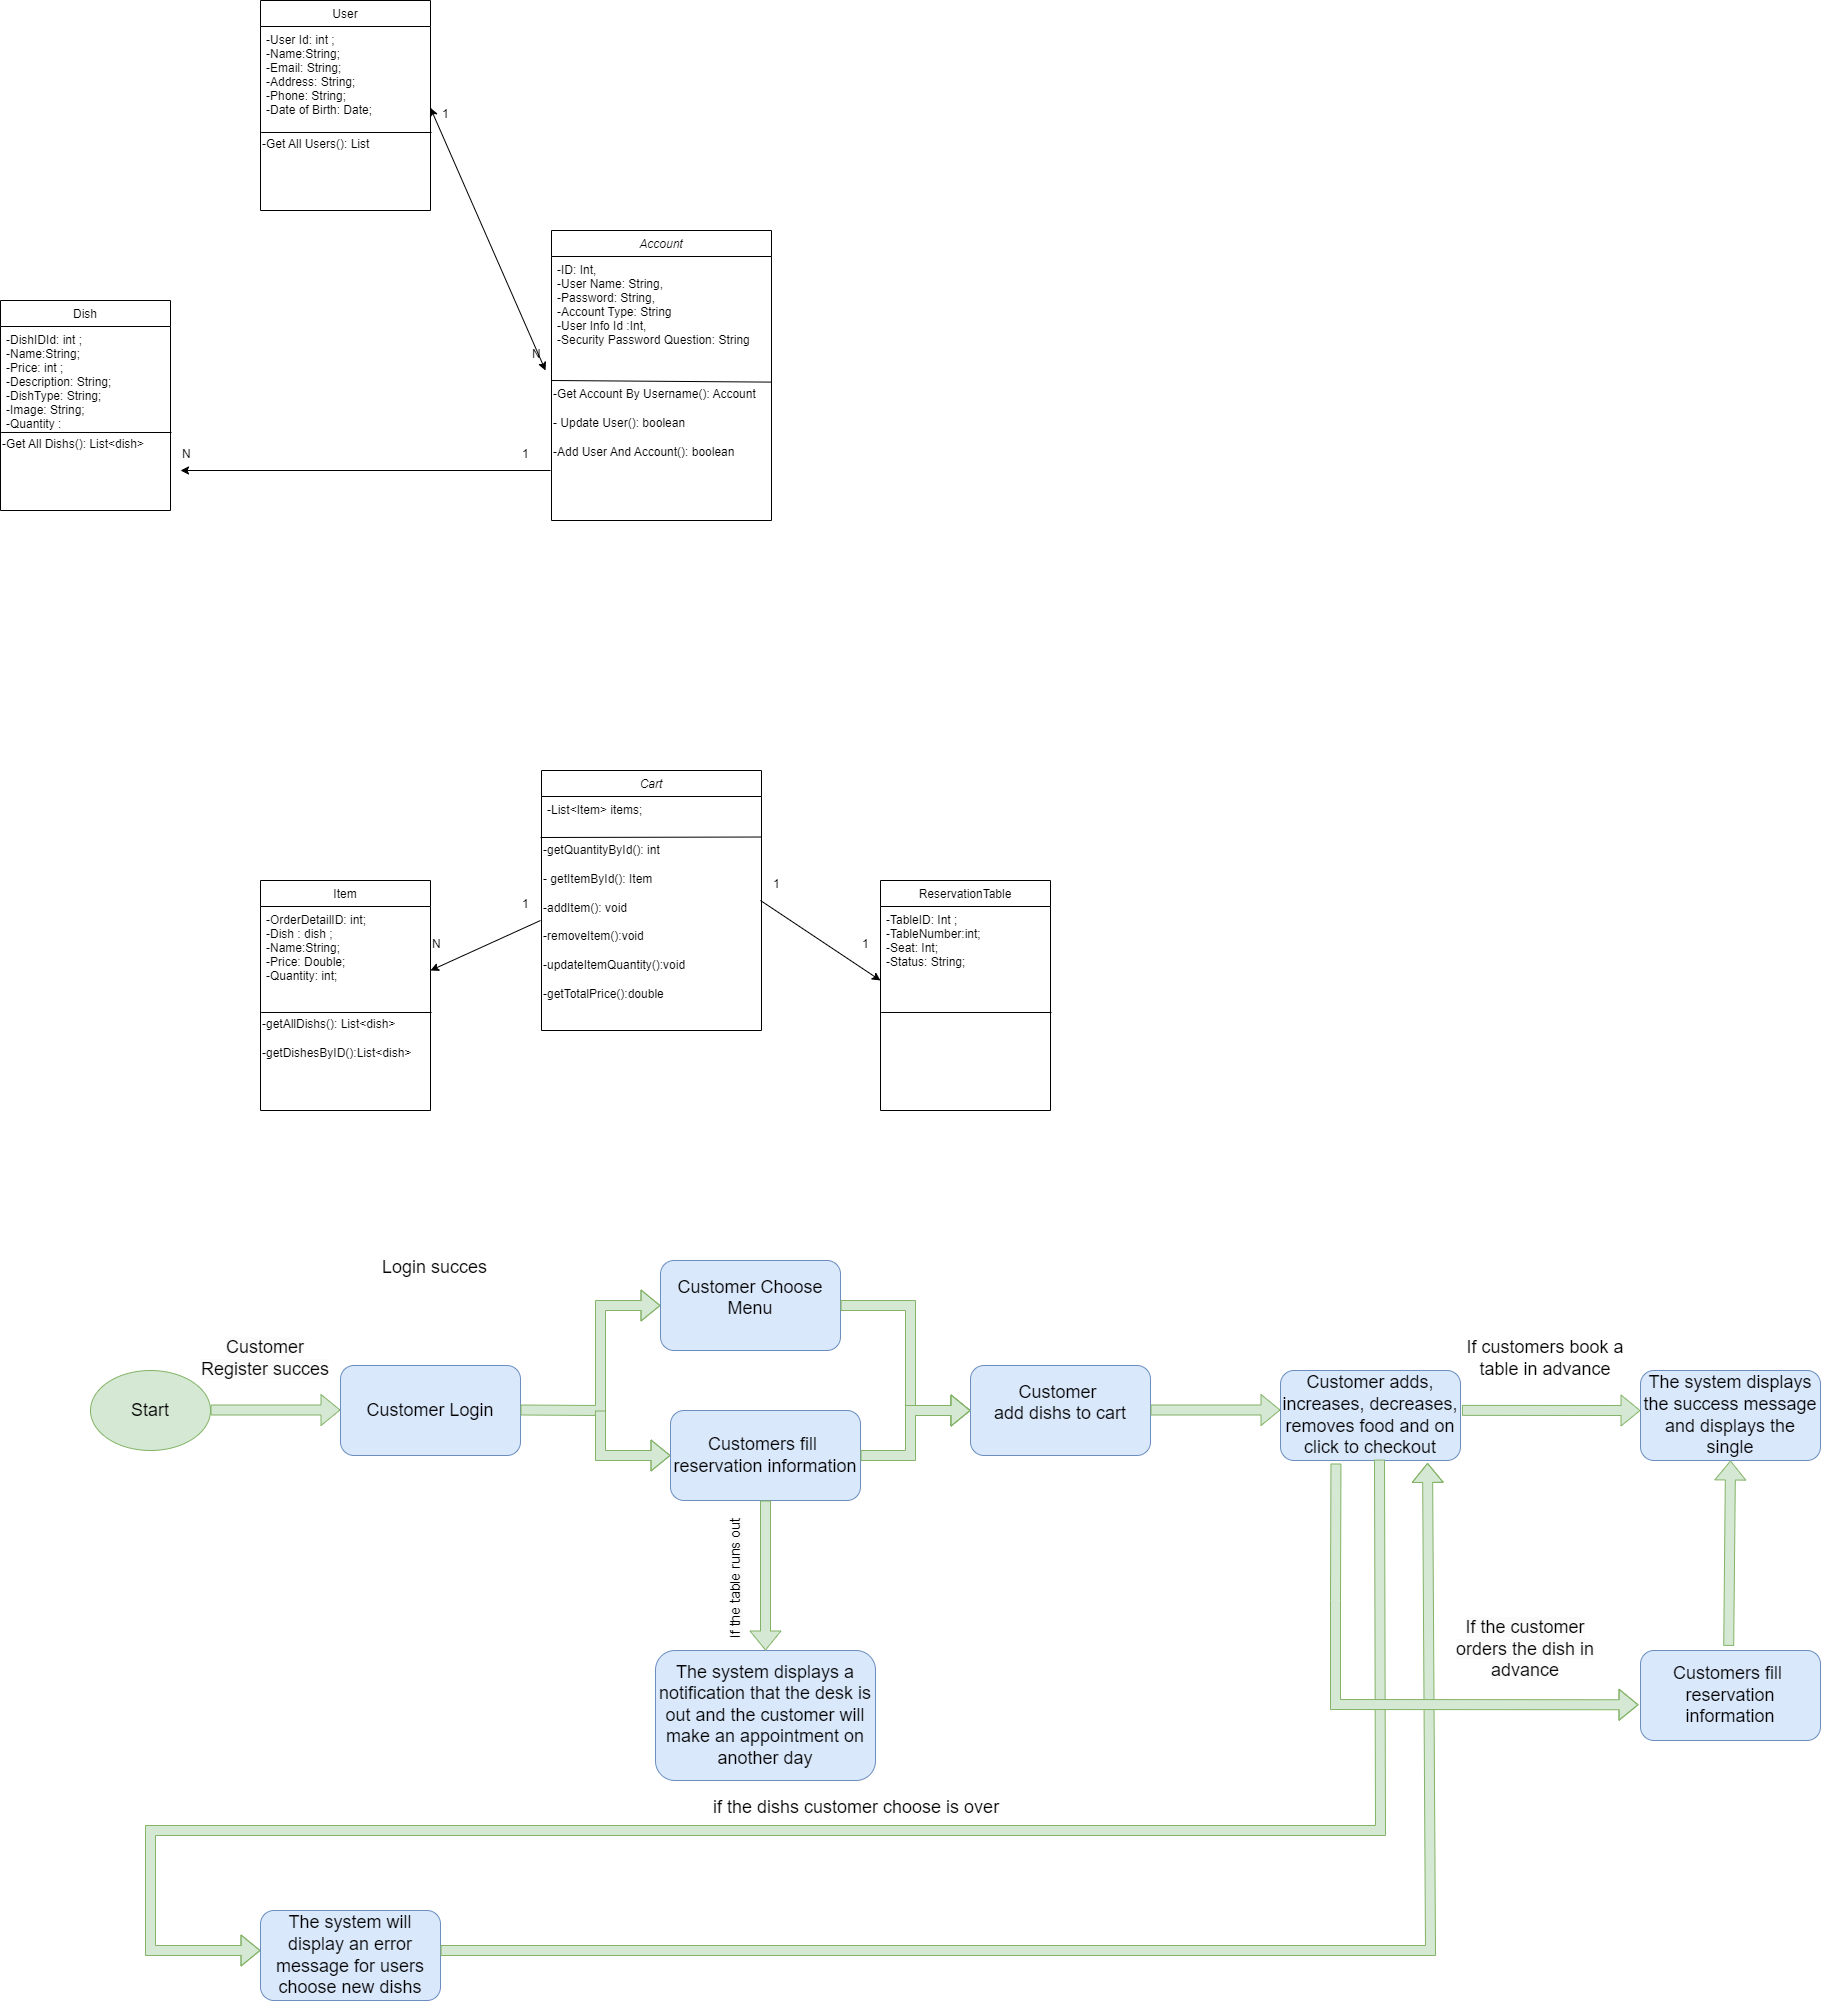 User
-User Id: int ;
-Name:String;
-Email: String;
-Address: String;
-Phone: String;
-Date of Birth: Date;
-Get All Users(): List
1
N
Account
-ID: Int,
-User Name: String,
-Password: String,
-Account Type: String
-User Info Id :Int,
-Security Password Question: String
-Get Account By Username(): Account
- Update User(): boolean
-Add User And Account(): boolean
Dish
-DishIDId: int ;
-Name:String;
-Price: int ;
-Description: String;
-DishType: String;
-Image: String;
-Quantity :
-Get All Dishs(): List<dish>
N
1
Cart
-List<Item> items;
-getQuantityById(): int
- getItemById(): Item
-addItem(): void
-removeItem():void
-updateItemQuantity():void
-getTotalPrice():double
1
N
1
1
Item
-OrderDetailID: int;
-Dish : dish ;
-Name:String;
-Price: Double;
-Quantity: int;
-getAllDishs(): List<dish>
-getDishesByID():List<dish>
ReservationTable
-TableID: Int ;
-TableNumber:int;
-Seat: Int;
-Status: String;
Login succes
Customer
Register succes
Start
Customer Login
Customer Choose
Menu
Customers fill
reservation information
Customer
add dishs to cart
Customer adds,
increases, decreases,
removes food and on
click to checkout
If customers book a
table in advance
The system displays
the success message
and displays the
single
If the table runs out
The system displays a
notification that the desk is
out and the customer will
make an appointment on
another day
If the customer
orders the dish in
advance
Customers fill
reservation
information
if the dishs customer choose is over
The system will
display an error
message for users
choose new dishs